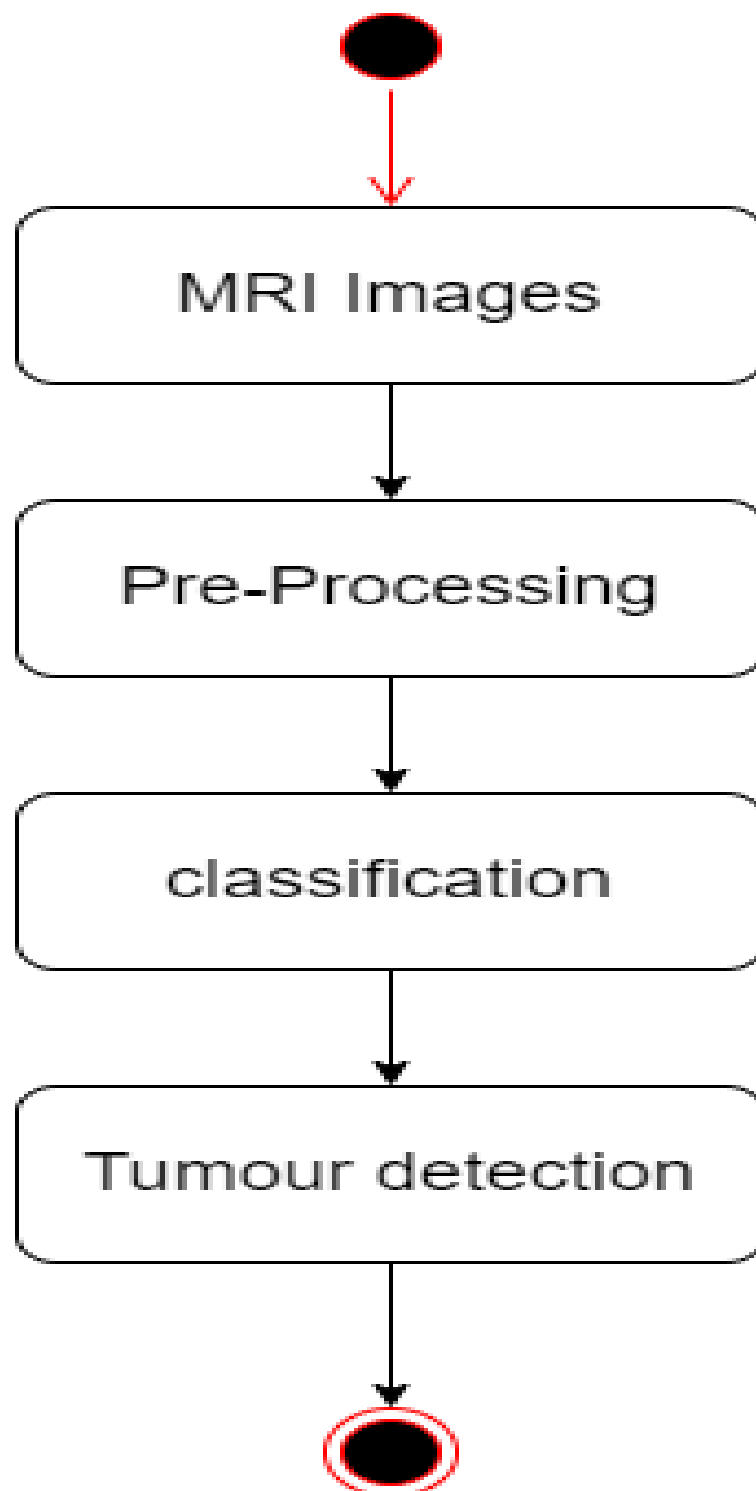 MRI Images
Pre-Processing
classification
Tumour detection